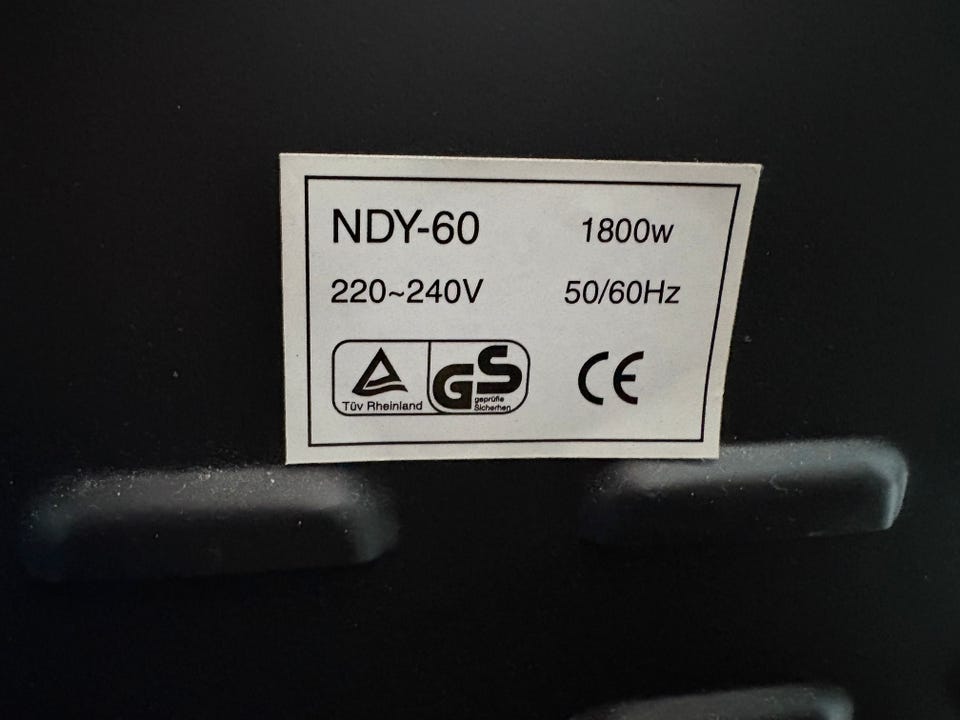 NDY-60 1800w
220~240V 50/60Hz
GS CE
TÜV Rheinland geprüfte
Sicherheit